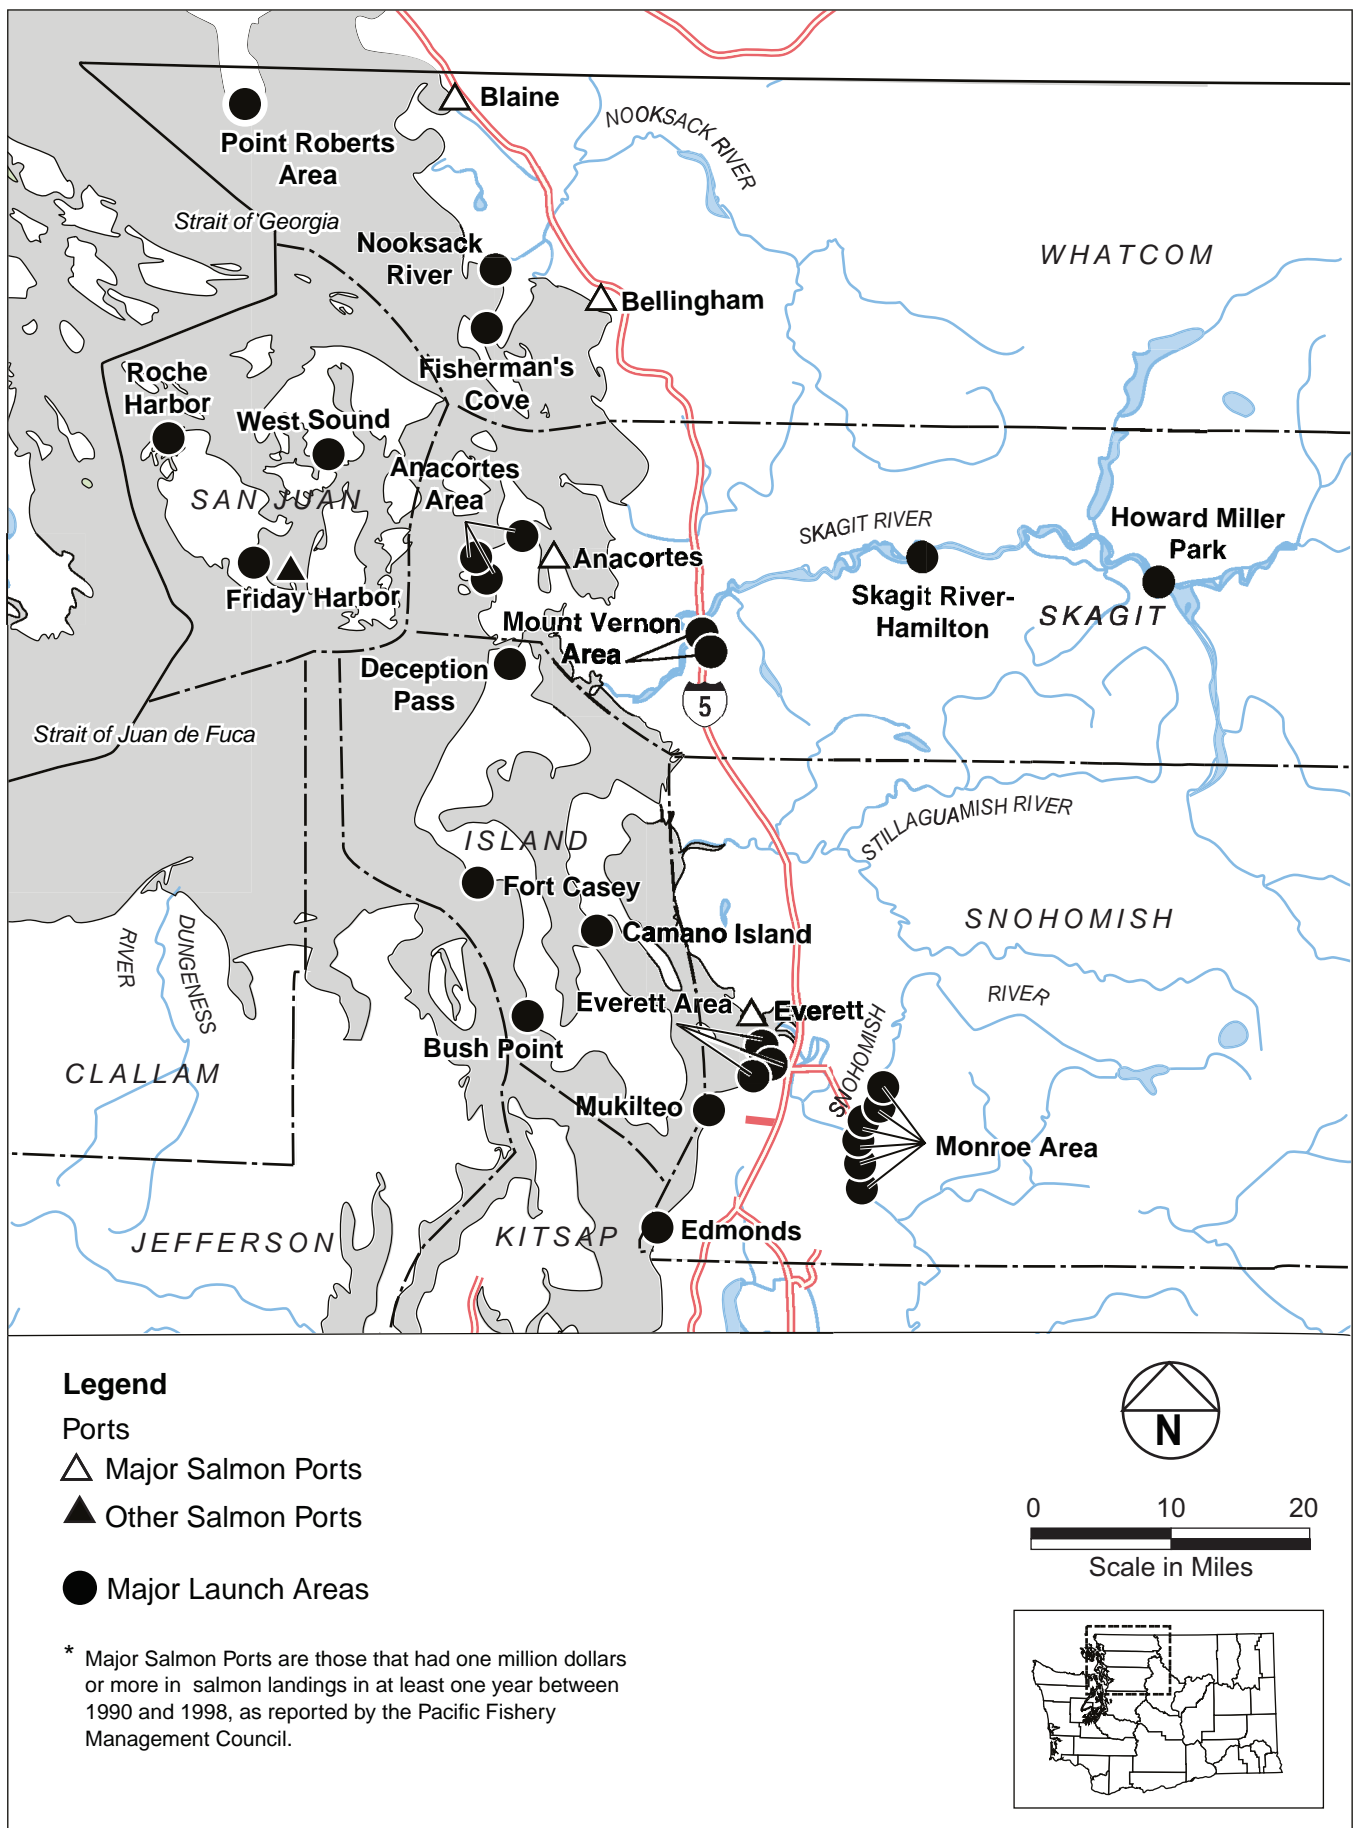 Blaine
NOOKSACK RIVER
Point Roberts
Area
Strait of Georgia
Nooksack
River
WHATCOM
Bellingham
Fisherman's
Cove
Roche
Harbor
West Sound
Anacortes
Area
SAN JUAN
SKAGIT RIVER
Howard Miller
Park
Anacortes
Friday Harbor
Skagit River-
Hamilton
SKAGIT
Mount Vernon
Area
Deception
Pass
5
Strait of Juan de Fuca
STILLAGUAMISH RIVER
ISLAND
Fort Casey
SNOHOMISH
Camano Island
DUNGENESS
RIVER
Everett Area
Everett
SNOHOMISH
RIVER
Bush Point
CLALLAM
Mukilteo
Monroe Area
JEFFERSON
KITSAP
Edmonds
Legend
Ports
Major Salmon Ports
Other Salmon Ports
Major Launch Areas
* Major Salmon Ports are those that had one million dollars
or more in salmon landings in at least one year between
1990 and 1998, as reported by the Pacific Fishery
Management Council.
N
0 10 20
Scale in Miles